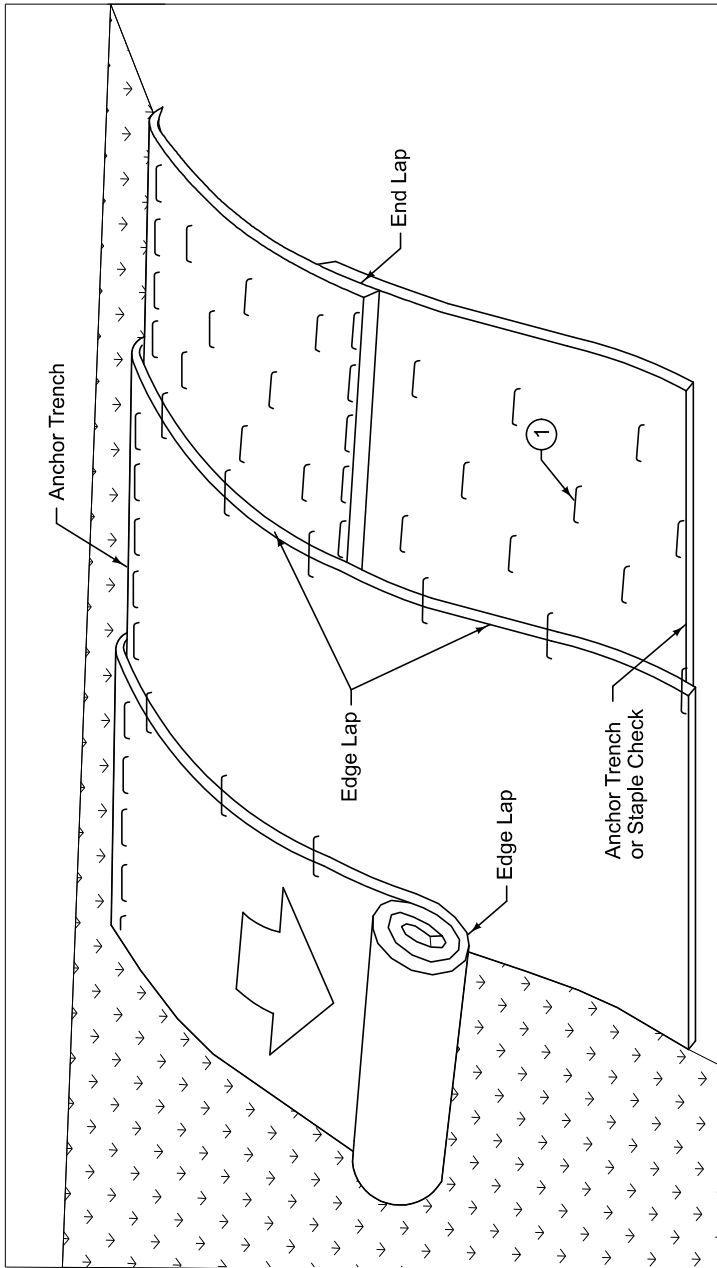 Anchor Trench
End Lap
1
Edge Lap
Anchor Trench
or Staple Check
Edge Lap